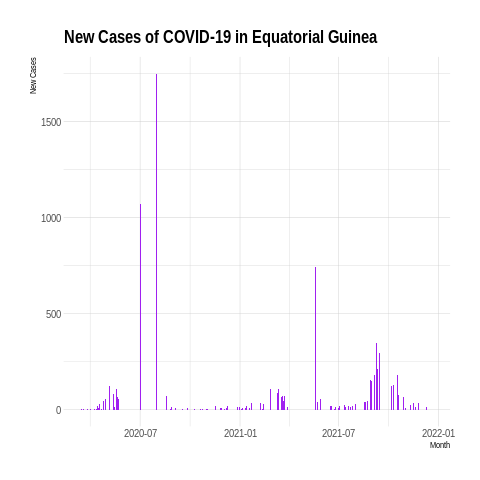 New Cases of COVID-19 in Equatorial Guinea
New Cases
1500
1000
500
0
2020-07 2021-01 2021-07 2022-01
Month